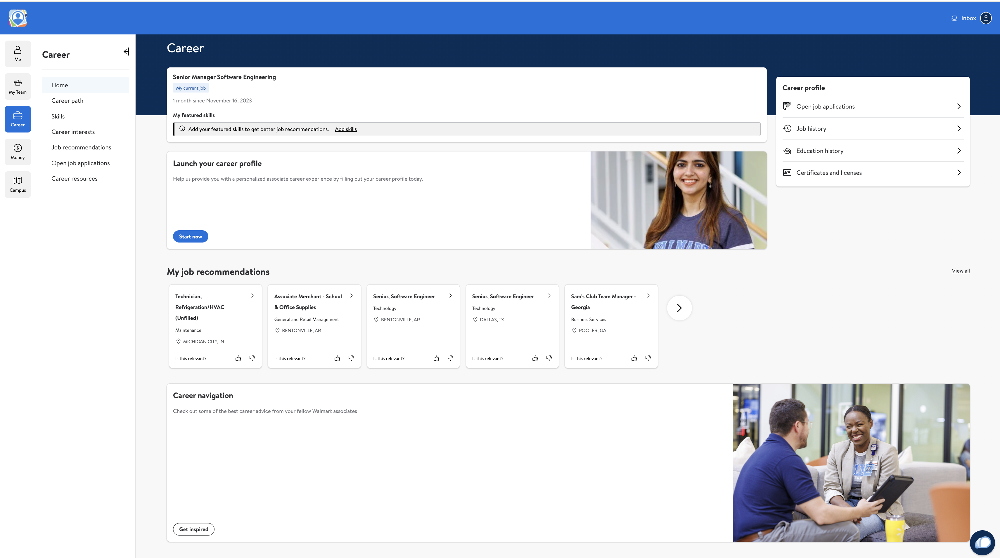 Inbox
Me
My Team
Career
Money
Campus
Career
Home
Career path
Skills
Career interests
Job recommendations
Open job applications
Career resources
Career
Senior Manager Software Engineering
My current job
1 month since November 16, 2023
My featured skills
Add your featured skills to get better job recommendations. Add skills
Career profile
Open job applications
Job history
Education history
Certificates and licenses
Launch your career profile
Help us provide you with a personalized associate career experience by filling out your career profile today.
Start now
WALMART
My job recommendations
View all
Technician,
Refrigeration/HVAC
(Unfilled)
Maintenance
MICHIGAN CITY, IN
Is this relevant?
Associate Merchant - School
& Office Supplies
General and Retail Management
BENTONVILLE, AR
Is this relevant?
Senior, Software Engineer
Technology
BENTONVILLE, AR
Is this relevant?
Senior, Software Engineer
Technology
DALLAS, TX
Is this relevant?
Sam's Club Team Manager -
Georgia
Business Services
POOLER, GA
Is this relevant?
Career navigation
Check out some of the best career advice from your fellow Walmart associates
Get inspired